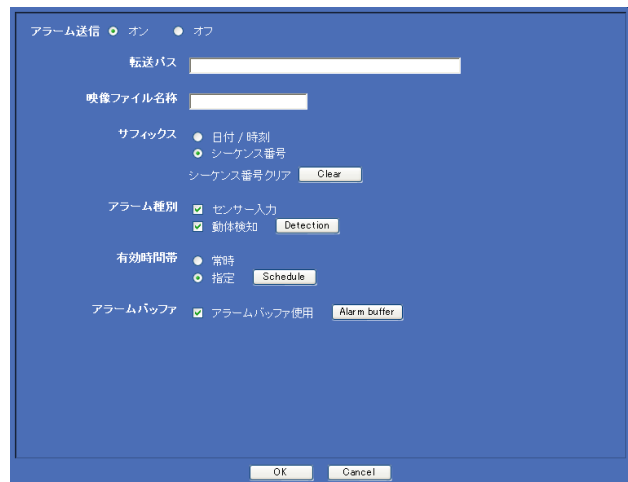 アラーム送信 オン オフ
転送パス
映像ファイル名称
サフィックス 日付 / 時刻
シーケンス番号
シーケンス番号クリア Clear
アラーム種別 センサー入力
動体検知 Detection
有効時間帯 常時
指定 Schedule
アラームバッファ アラームバッファ使用 Alarm buffer
OK Cancel